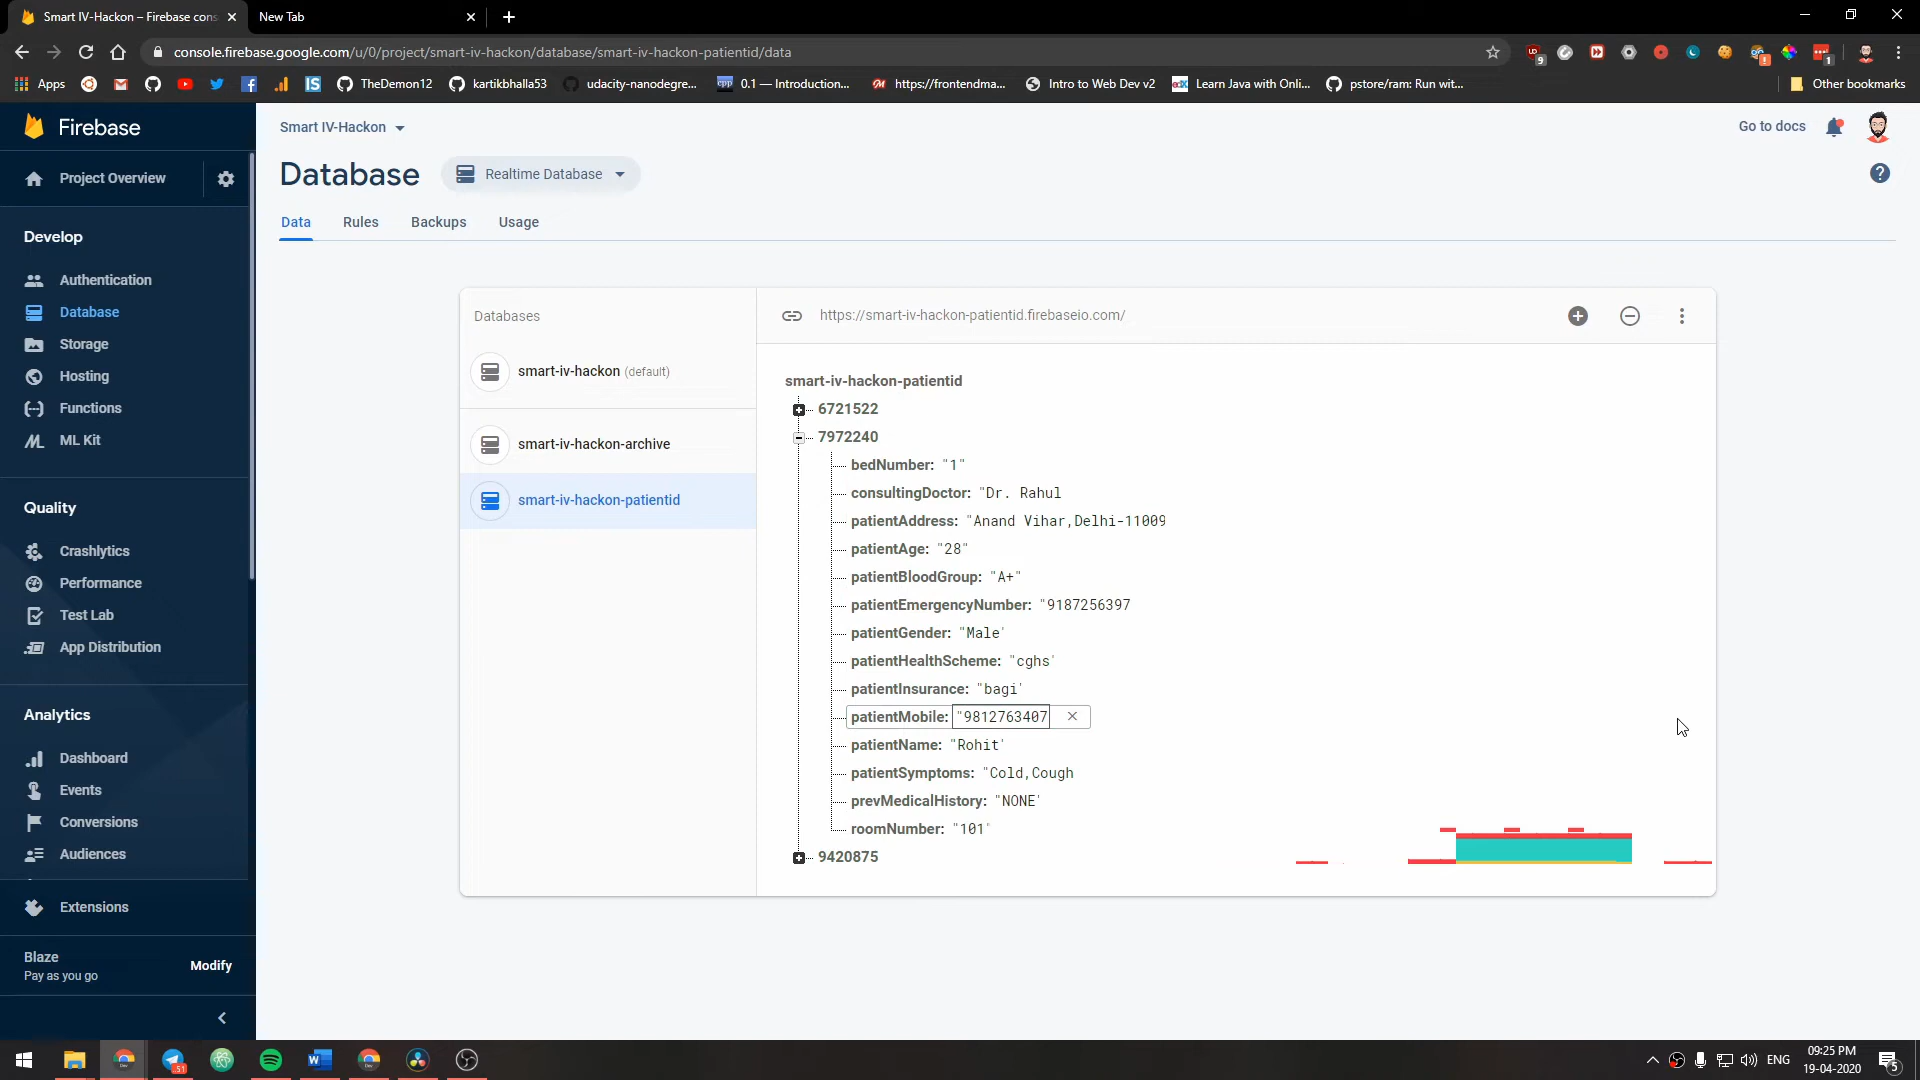 Smart IV-Hackon – Firebase cons
New Tab
console.firebase.google.com/u/0/project/smart-iv-hackon/database/smart-iv-hackon-patientid/data
Apps
TheDemon12
kartikbhalla53
udacity-nanodegre...
0.1 — Introduction...
https://frontendma...
Intro to Web Dev v2
Learn Java with Onli...
pstore/ram: Run wit...
Other bookmarks
Firebase
Smart IV-Hackon
Go to docs
Project Overview
Database
Realtime Database
Data
Rules
Backups
Usage
Develop
Authentication
Database
Storage
Hosting
Functions
ML Kit
Quality
Crashlytics
Performance
Test Lab
App Distribution
Analytics
Dashboard
Events
Conversions
Audiences
Extensions
Blaze
Pay as you go
Modify
Databases
smart-iv-hackon (default)
smart-iv-hackon-archive
smart-iv-hackon-patientid
https://smart-iv-hackon-patientid.firebaseio.com/
smart-iv-hackon-patientid
6721522
7972240
bedNumber: "1"
consultingDoctor: "Dr. Rahul
patientAddress: "Anand Vihar,Delhi-11009
patientAge: "28"
patientBloodGroup: "A+"
patientEmergencyNumber: "9187256397
patientGender: "Male'
patientHealthScheme: "cghs'
patientInsurance: "bagi'
patientMobile: "9812763407
patientName: "Rohit'
patientSymptoms: "Cold,Cough
prevMedicalHistory: "NONE'
roomNumber: "101'
9420875
ENG
09:25 PM
19-04-2020
5